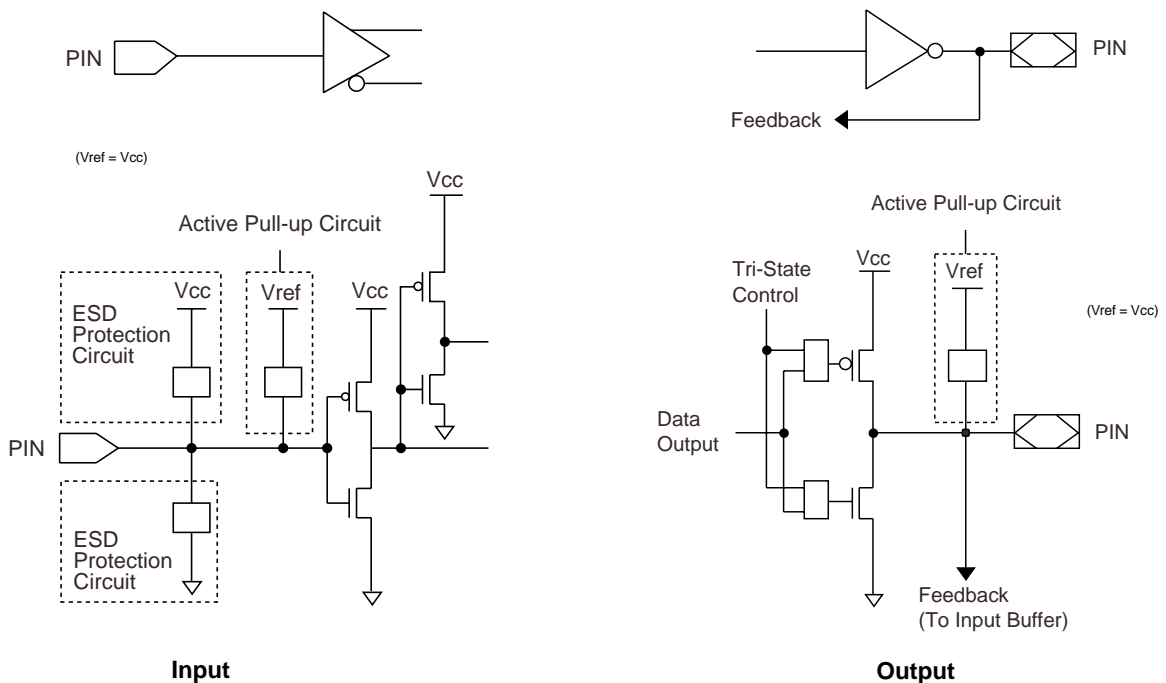 PIN
PIN
Feedback
(Vref = Vcc)
Vcc
Active Pull-up Circuit
ESD
Protection
Circuit
Vcc
Vref
Vcc
PIN
ESD
Protection
Circuit
Input
Active Pull-up Circuit
Tri-State
Control
Vcc
Vref
(Vref = Vcc)
Data
Output
PIN
Feedback
(To Input Buffer)
Output